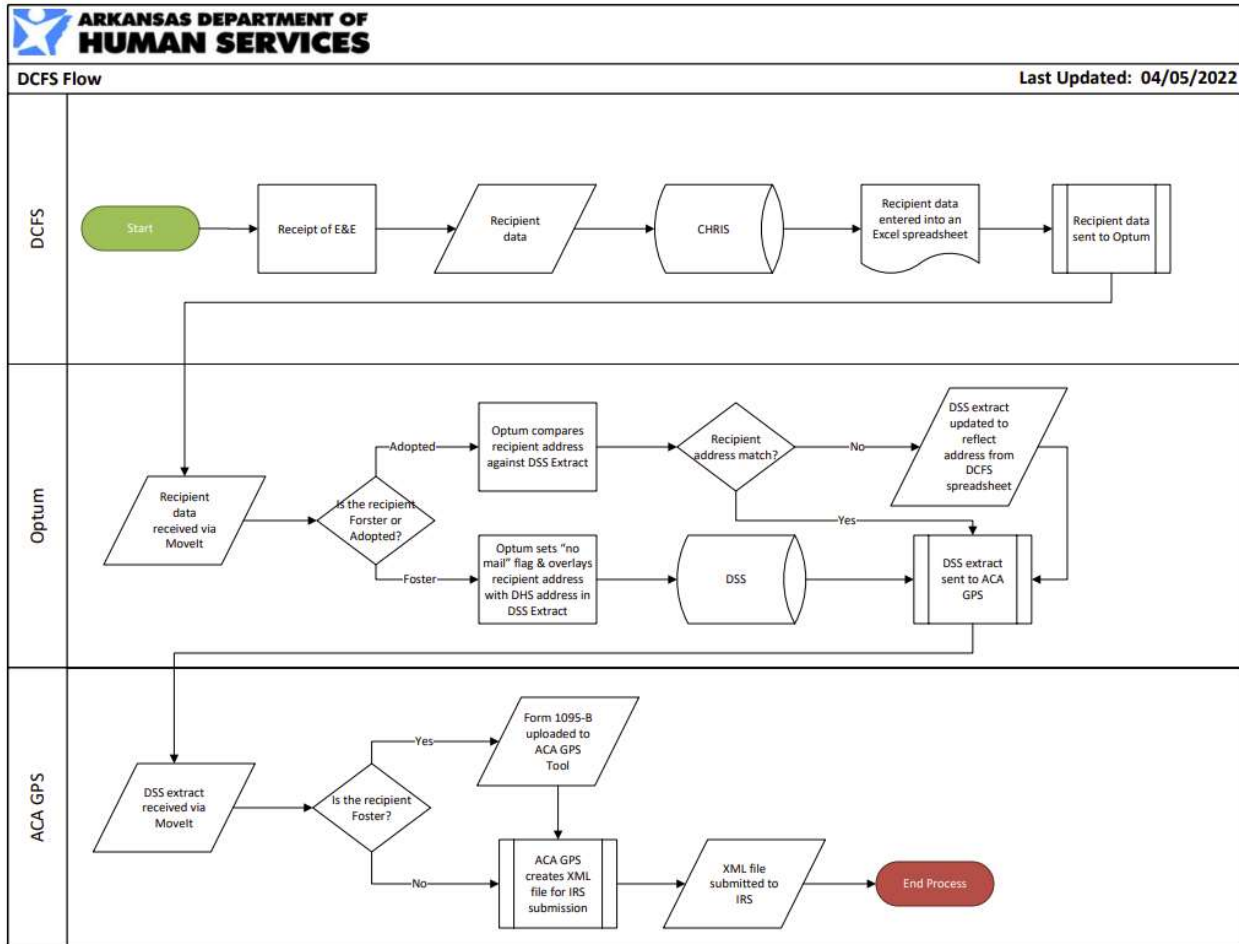 ARKANSAS DEPARTMENT OF
HUMAN SERVICES
DCFS Flow
Last Updated: 04/05/2022
DCFS
Start
Receipt of E&E
Recipient
data
CHRIS
Recipient data
entered into an
Excel spreadsheet
Recipient data
sent to Optum
Optum
Recipient
data
received via
MoveIt
Is the recipient
Forster or
Adopted?
Adopted
Optum compares
recipient address
against DSS Extract
Recipient
address match?
No
DSS extract
updated to
reflect
address from
DCFS
spreadsheet
Yes
Foster
Optum sets "no
mail" flag & overlays
recipient address
with DHS address in
DSS Extract
DSS
DSS extract
sent to ACA
GPS
ACA GPS
DSS extract
received via
MoveIt
Is the recipient
Foster?
Yes
Form 1095-B
uploaded to
ACA GPS
Tool
No
ACA GPS
creates XML
file for IRS
submission
XML file
submitted to
IRS
End Process